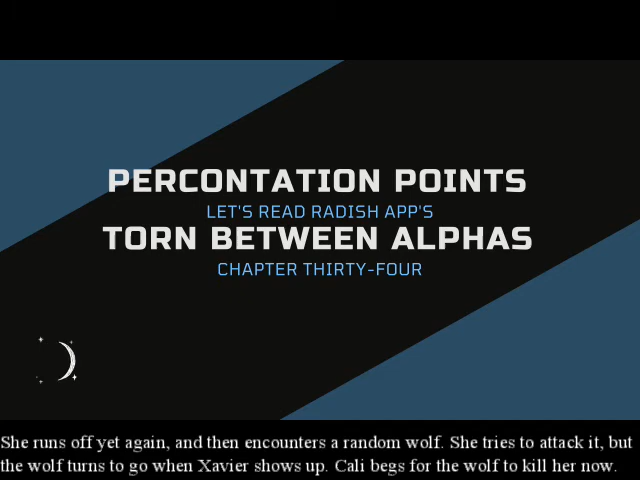 PERCONTATION POINTS
LET'S READ RADISH APP'S
TORN BETWEEN ALPHAS
CHAPTER THIRTY-FOUR
She runs off yet again, and then encounters a random wolf. She tries to attack it, but
the wolf turns to go when Xavier shows up. Cali begs for the wolf to kill her now.